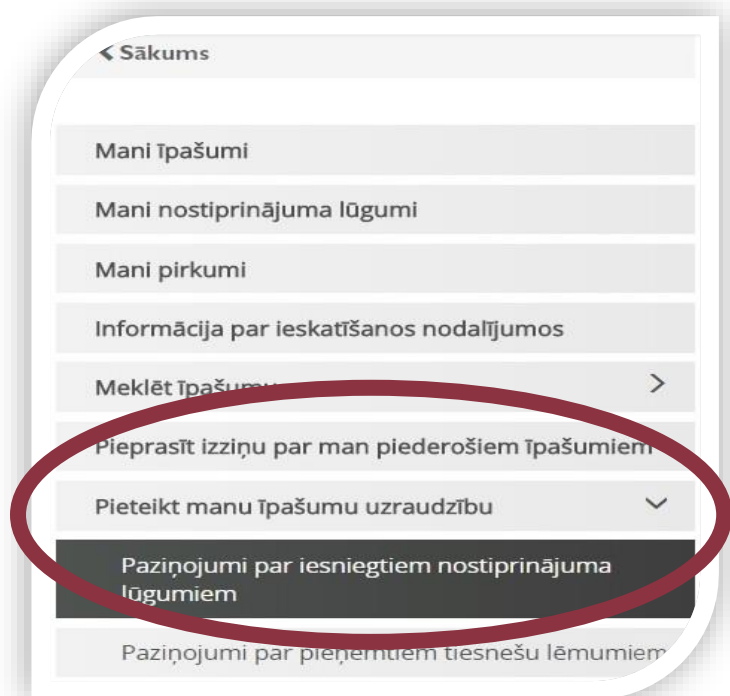 Sākums
Mani īpašumi
Mani nostiprinājuma lūgumi
Mani pirkumi
Informācija par ieskatīšanos nodalījumos
Meklēt īpašumu
Pieprasīt izziņu par man piederošiem īpašumiem
Pieteikt manu īpašumu uzraudzību
Paziņojumi par iesniegtiem nostiprinājuma
lūgumiem
Paziņojumi par pieņemtiem tiesnešu lēmumiem